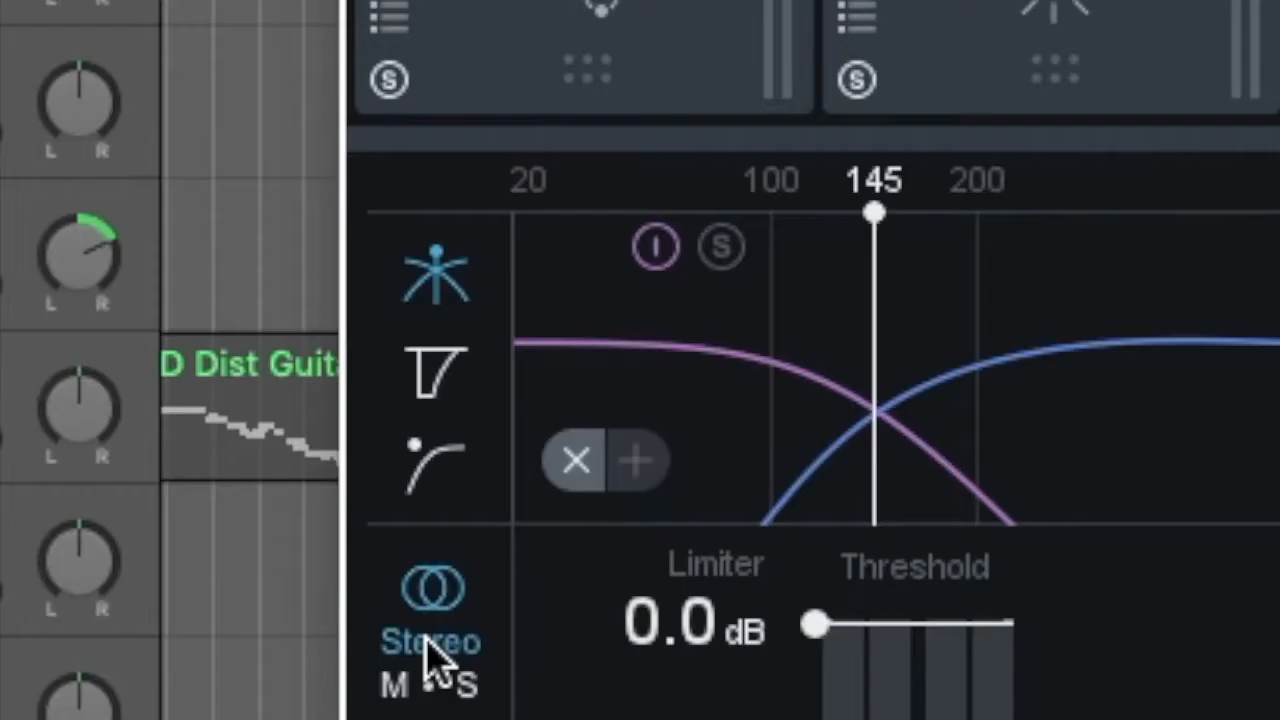 L R
S S
20 100 145 200
L R
I S
L R
D Dist Guit
L R
Limiter Threshold
0.0 dB
L R
Stereo
M S